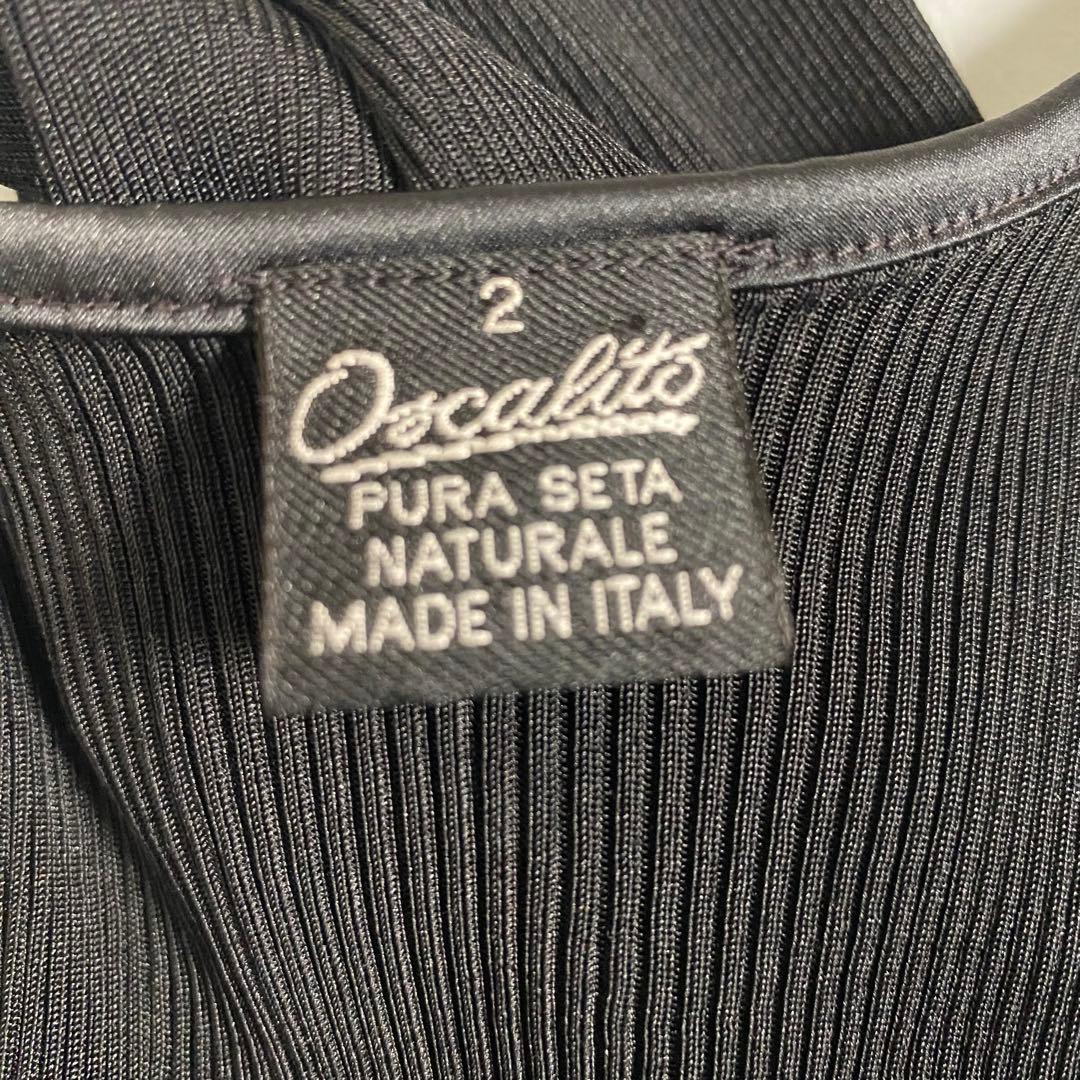 2
Oscalito
PURA SETA
NATURALE
MADE IN ITALY